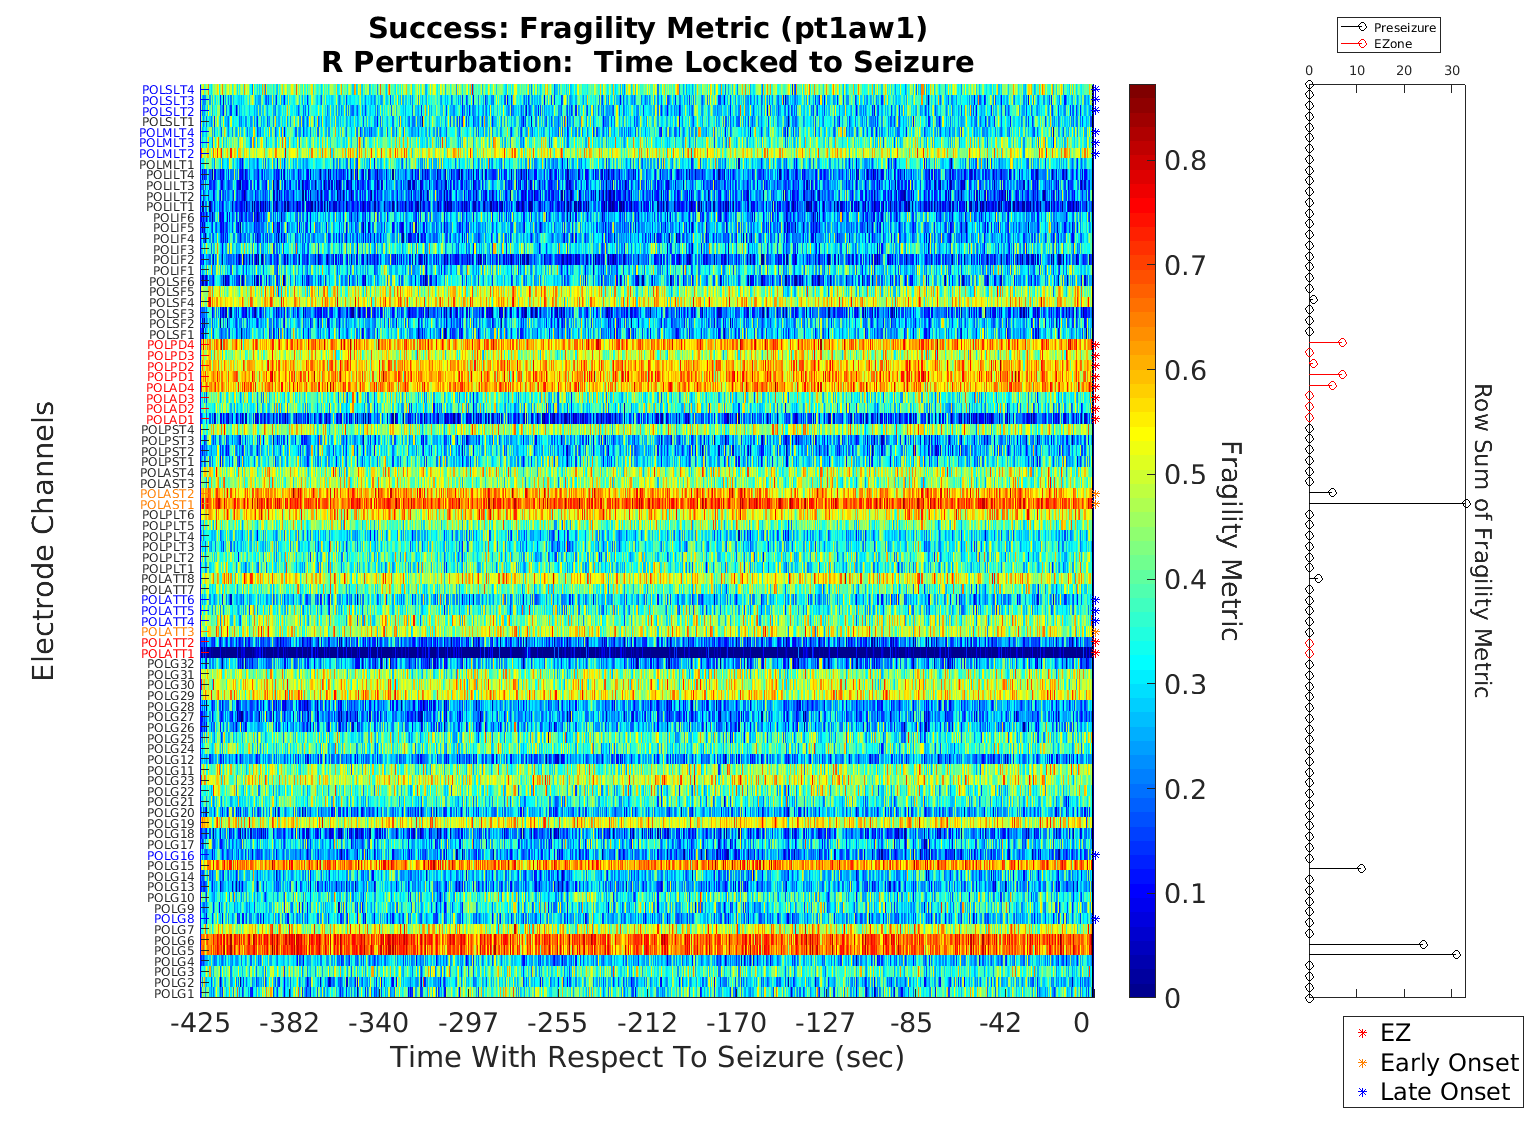 Success: Fragility Metric (pt1aw1)
R Perturbation:  Time Locked to Seizure
Electrode Channels
POLSLT4
POLSLT3
POLSLT2
POLSLT1
POLMLT4
POLMLT3
POLMLT2
POLMLT1
POLILT4
POLILT3
POLILT2
POLILT1
POLIF6
POLIF5
POLIF4
POLIF3
POLIF2
POLIF1
POLSF6
POLSF5
POLSF4
POLSF3
POLSF2
POLSF1
POLPD4
POLPD3
POLPD2
POLPD1
POLAD4
POLAD3
POLAD2
POLAD1
POLPST4
POLPST3
POLPST2
POLPST1
POLAST4
POLAST3
POLAST2
POLAST1
POLPLT6
POLPLT5
POLPLT4
POLPLT3
POLPLT2
POLPLT1
POLATT8
POLATT7
POLATT6
POLATT5
POLATT4
POLATT3
POLATT2
POLATT1
POLG32
POLG31
POLG30
POLG29
POLG28
POLG27
POLG26
POLG25
POLG24
POLG12
POLG11
POLG23
POLG22
POLG21
POLG20
POLG19
POLG18
POLG17
POLG16
POLG15
POLG14
POLG13
POLG10
POLG9
POLG8
POLG7
POLG6
POLG5
POLG4
POLG3
POLG2
POLG1
-425 -382 -340 -297 -255 -212 -170 -127 -85 -42 0
Time With Respect To Seizure (sec)
0.8
0.7
0.6
0.5
0.4
0.3
0.2
0.1
0
Fragility Metric
Preseizure
EZone
0 10 20 30
Row Sum of Fragility Metric
EZ
Early Onset
Late Onset